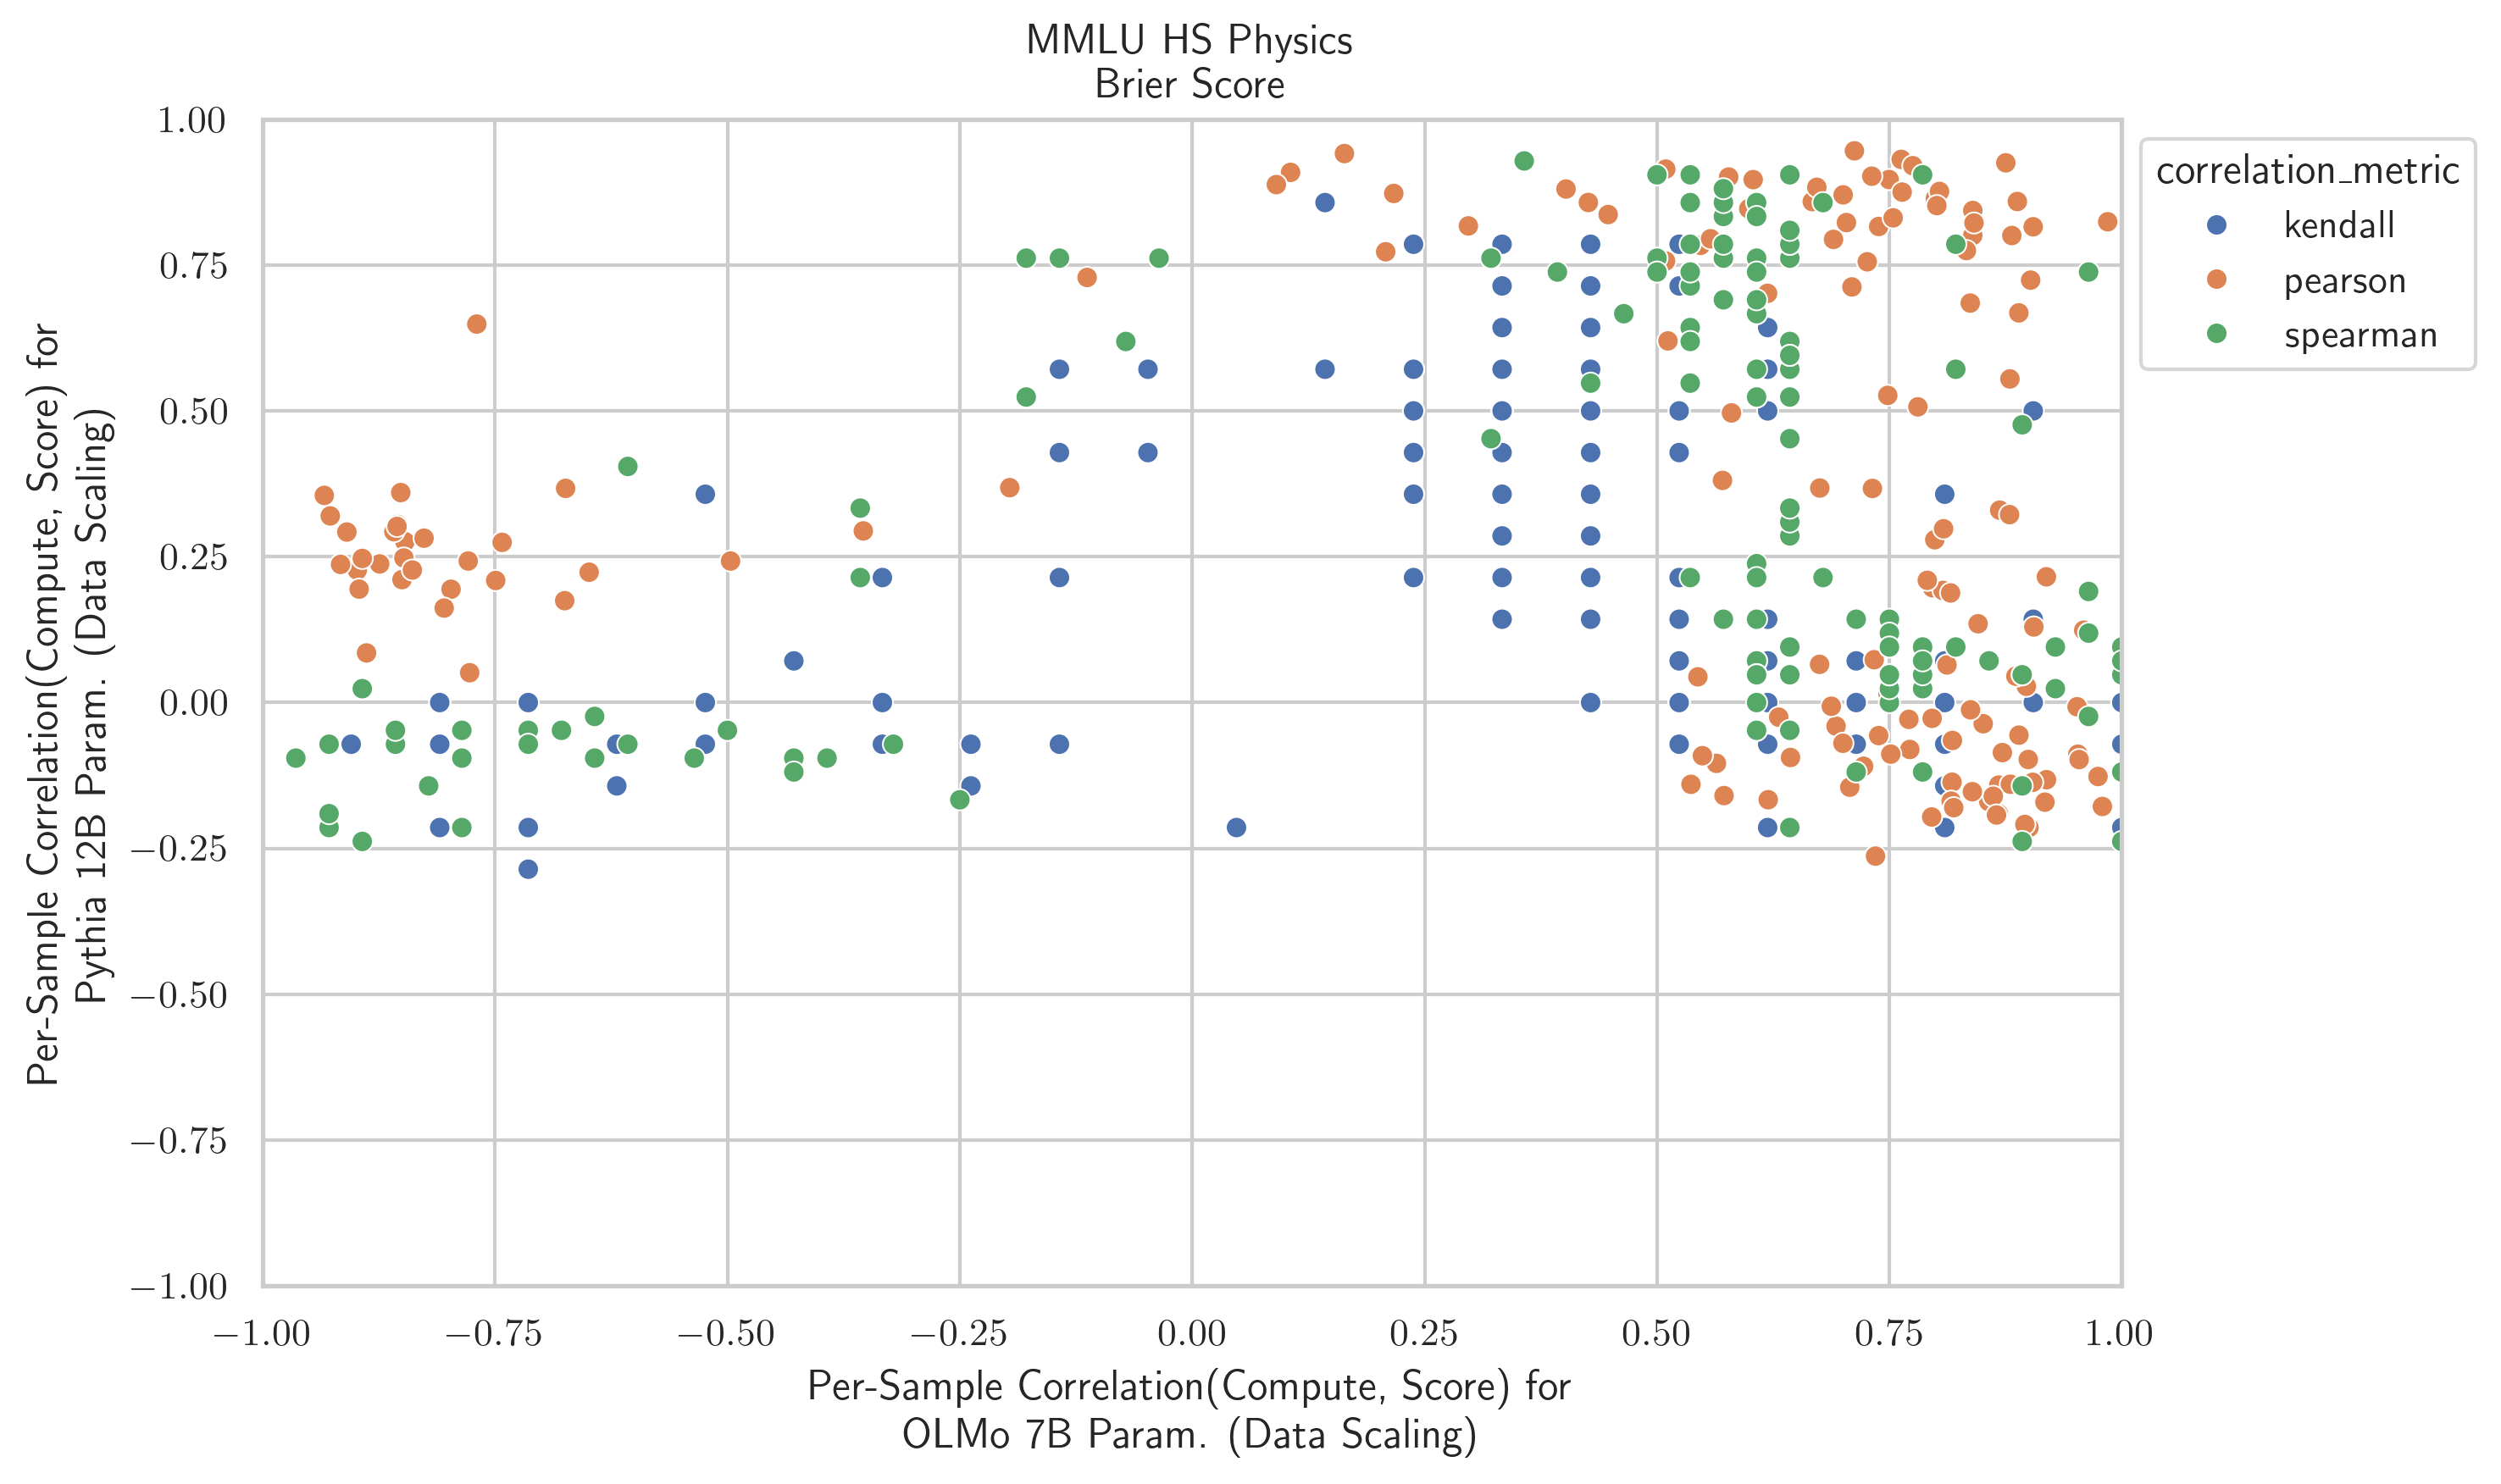 MMLU HS Physics
Brier Score
1.00
0.75
0.50
0.25
0.00
−0.25
−0.50
−0.75
−1.00
Per-Sample Correlation(Compute, Score) for
Pythia 12B Param. (Data Scaling)
−1.00 −0.75 −0.50 −0.25 0.00 0.25 0.50 0.75 1.00
Per-Sample Correlation(Compute, Score) for
OLMo 7B Param. (Data Scaling)
correlation_metric
kendall
pearson
spearman